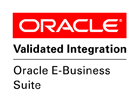 ORACLE
Validated Integration
Oracle E-Business
Suite